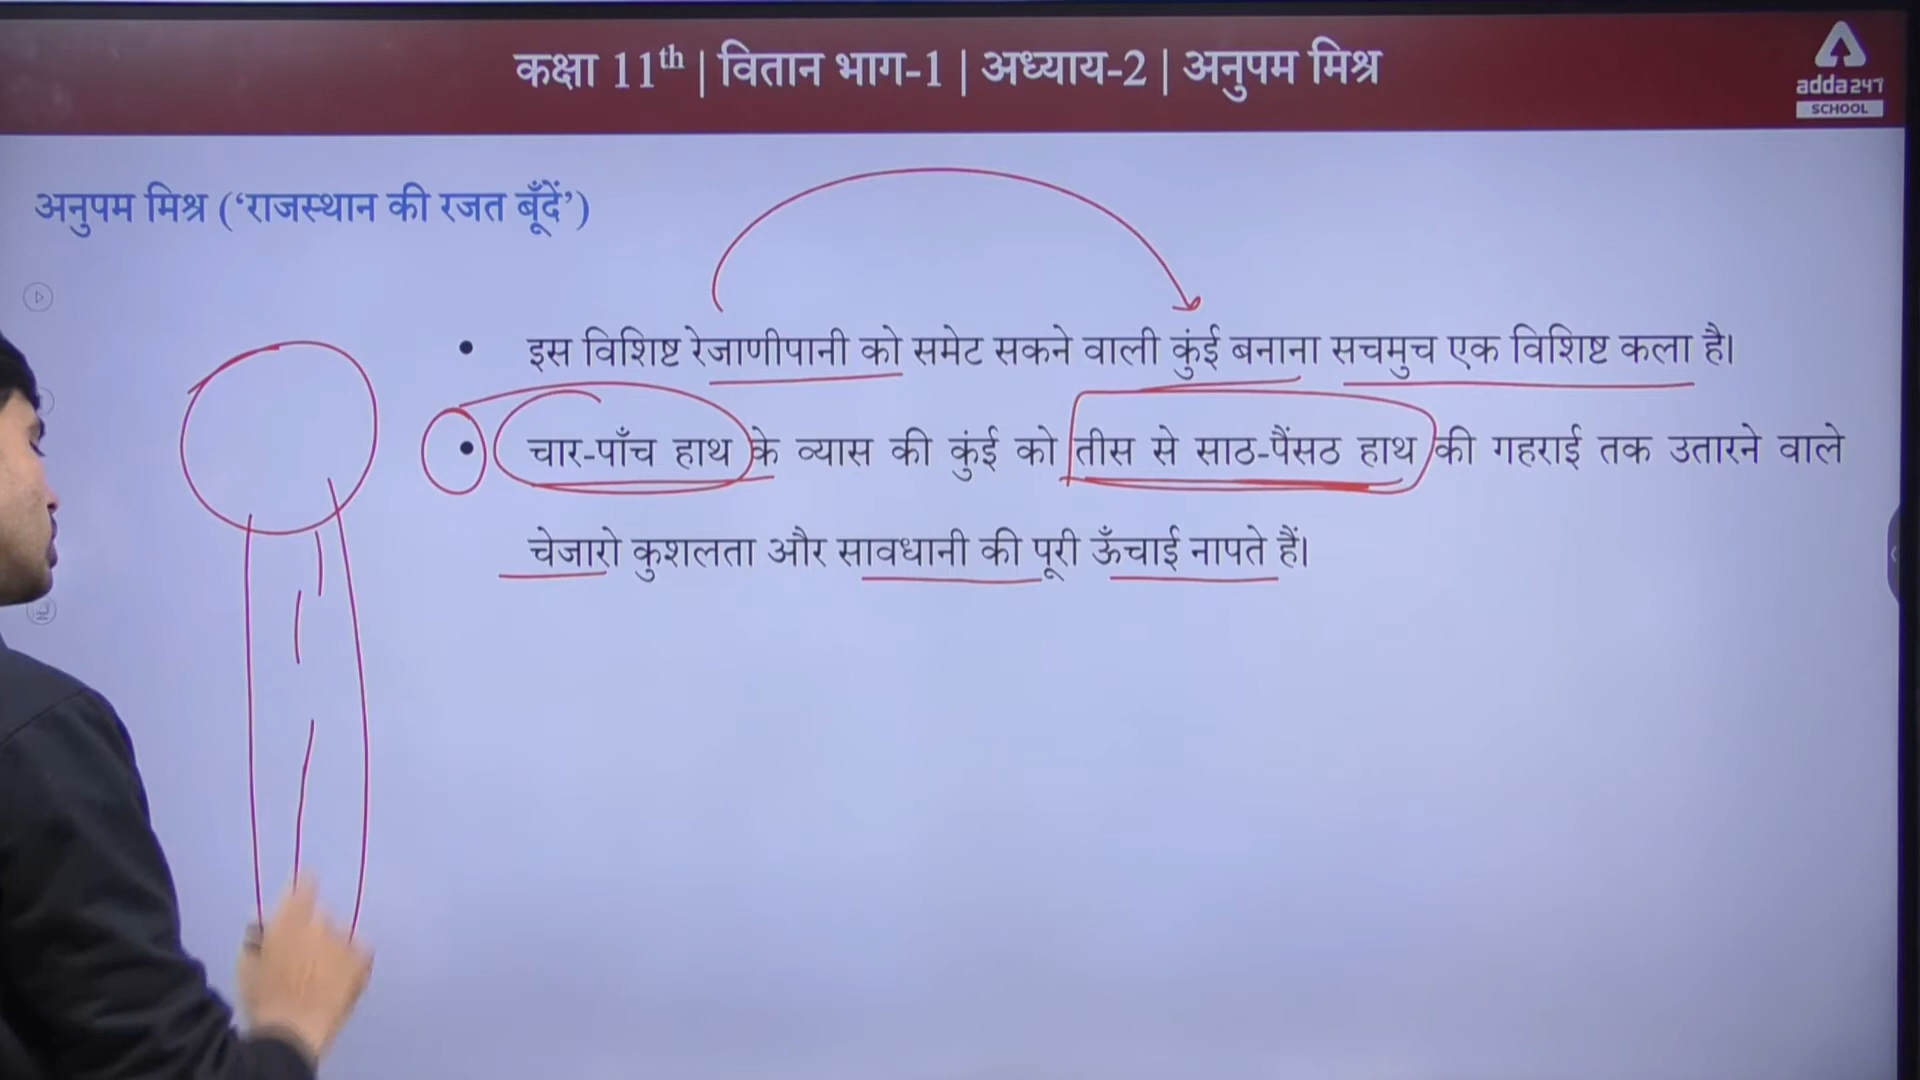 कक्षा 11th | वितान भाग-1 | अध्याय-2 | अनुपम मिश्र
adda247
SCHOOL
अनुपम मिश्र (‘राजस्थान की रजत बूँदें’)
• इस विशिष्ट रेजाणीपानी को समेट सकने वाली कुंई बनाना सचमुच एक विशिष्ट कला है।
• चार-पाँच हाथ के व्यास की कुंई को तीस से साठ-पैंसठ हाथ की गहराई तक उतारने वाले
चेजारो कुशलता और सावधानी की पूरी ऊँचाई नापते हैं।